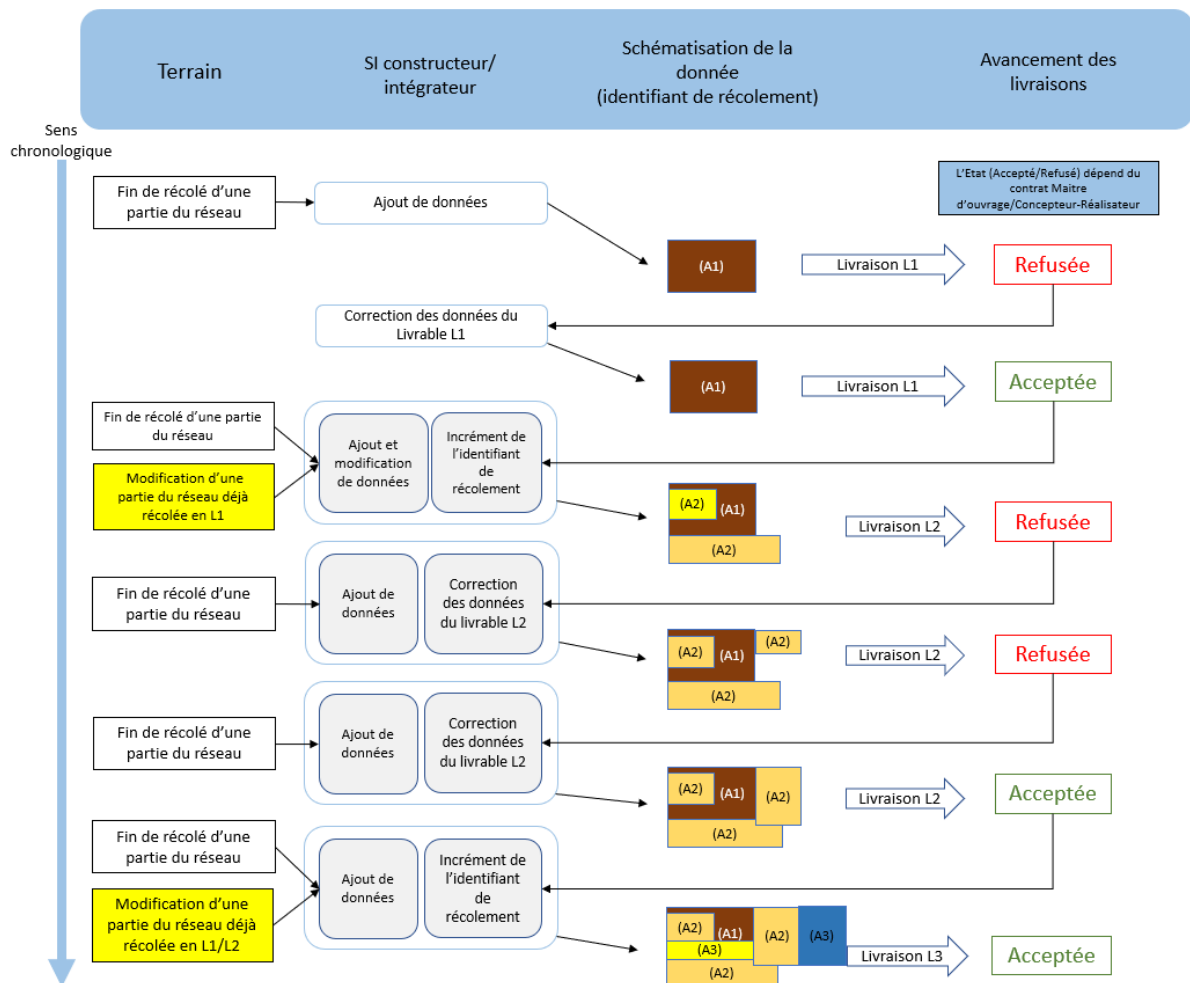 Terrain
SI constructeur/
intégrateur
Schématisation de la
donnée
(identifiant de récolement)
Avancement des
livraisons
Sens
chronologique
Fin de récolé d'une
partie du réseau
Ajout de données
L'Etat (Accepté/Refusé) dépend du
contrat Maitre
d'ouvrage/Concepteur-Réalisateur
(A1)
Livraison L1
Refusée
Correction des données du
Livrable L1
(A1)
Livraison L1
Acceptée
Fin de récolé d'une partie
du réseau
Modification d'une
partie du réseau déjà
récolée en L1
Ajout et
modification
de données
Incrément de
l'identifiant
de
récolement
(A2)
(A1)
(A2)
Livraison L2
Refusée
Fin de récolé d'une
partie du réseau
Ajout de
données
Correction
des données
du livrable L2
(A2)
(A1)
(A2)
(A2)
Livraison L2
Refusée
Fin de récolé d'une
partie du réseau
Ajout de
données
Correction
des données
du livrable L2
(A2)
(A1)
(A2)
(A2)
Livraison L2
Acceptée
Fin de récolé d'une
partie du réseau
Modification d'une
partie du réseau déjà
récolée en L1/L2
Ajout de
données
Incrément de
l'identifiant
de
récolement
(A2)
(A1)
(A2)
(A3)
(A3)
(A2)
Livraison L3
Acceptée